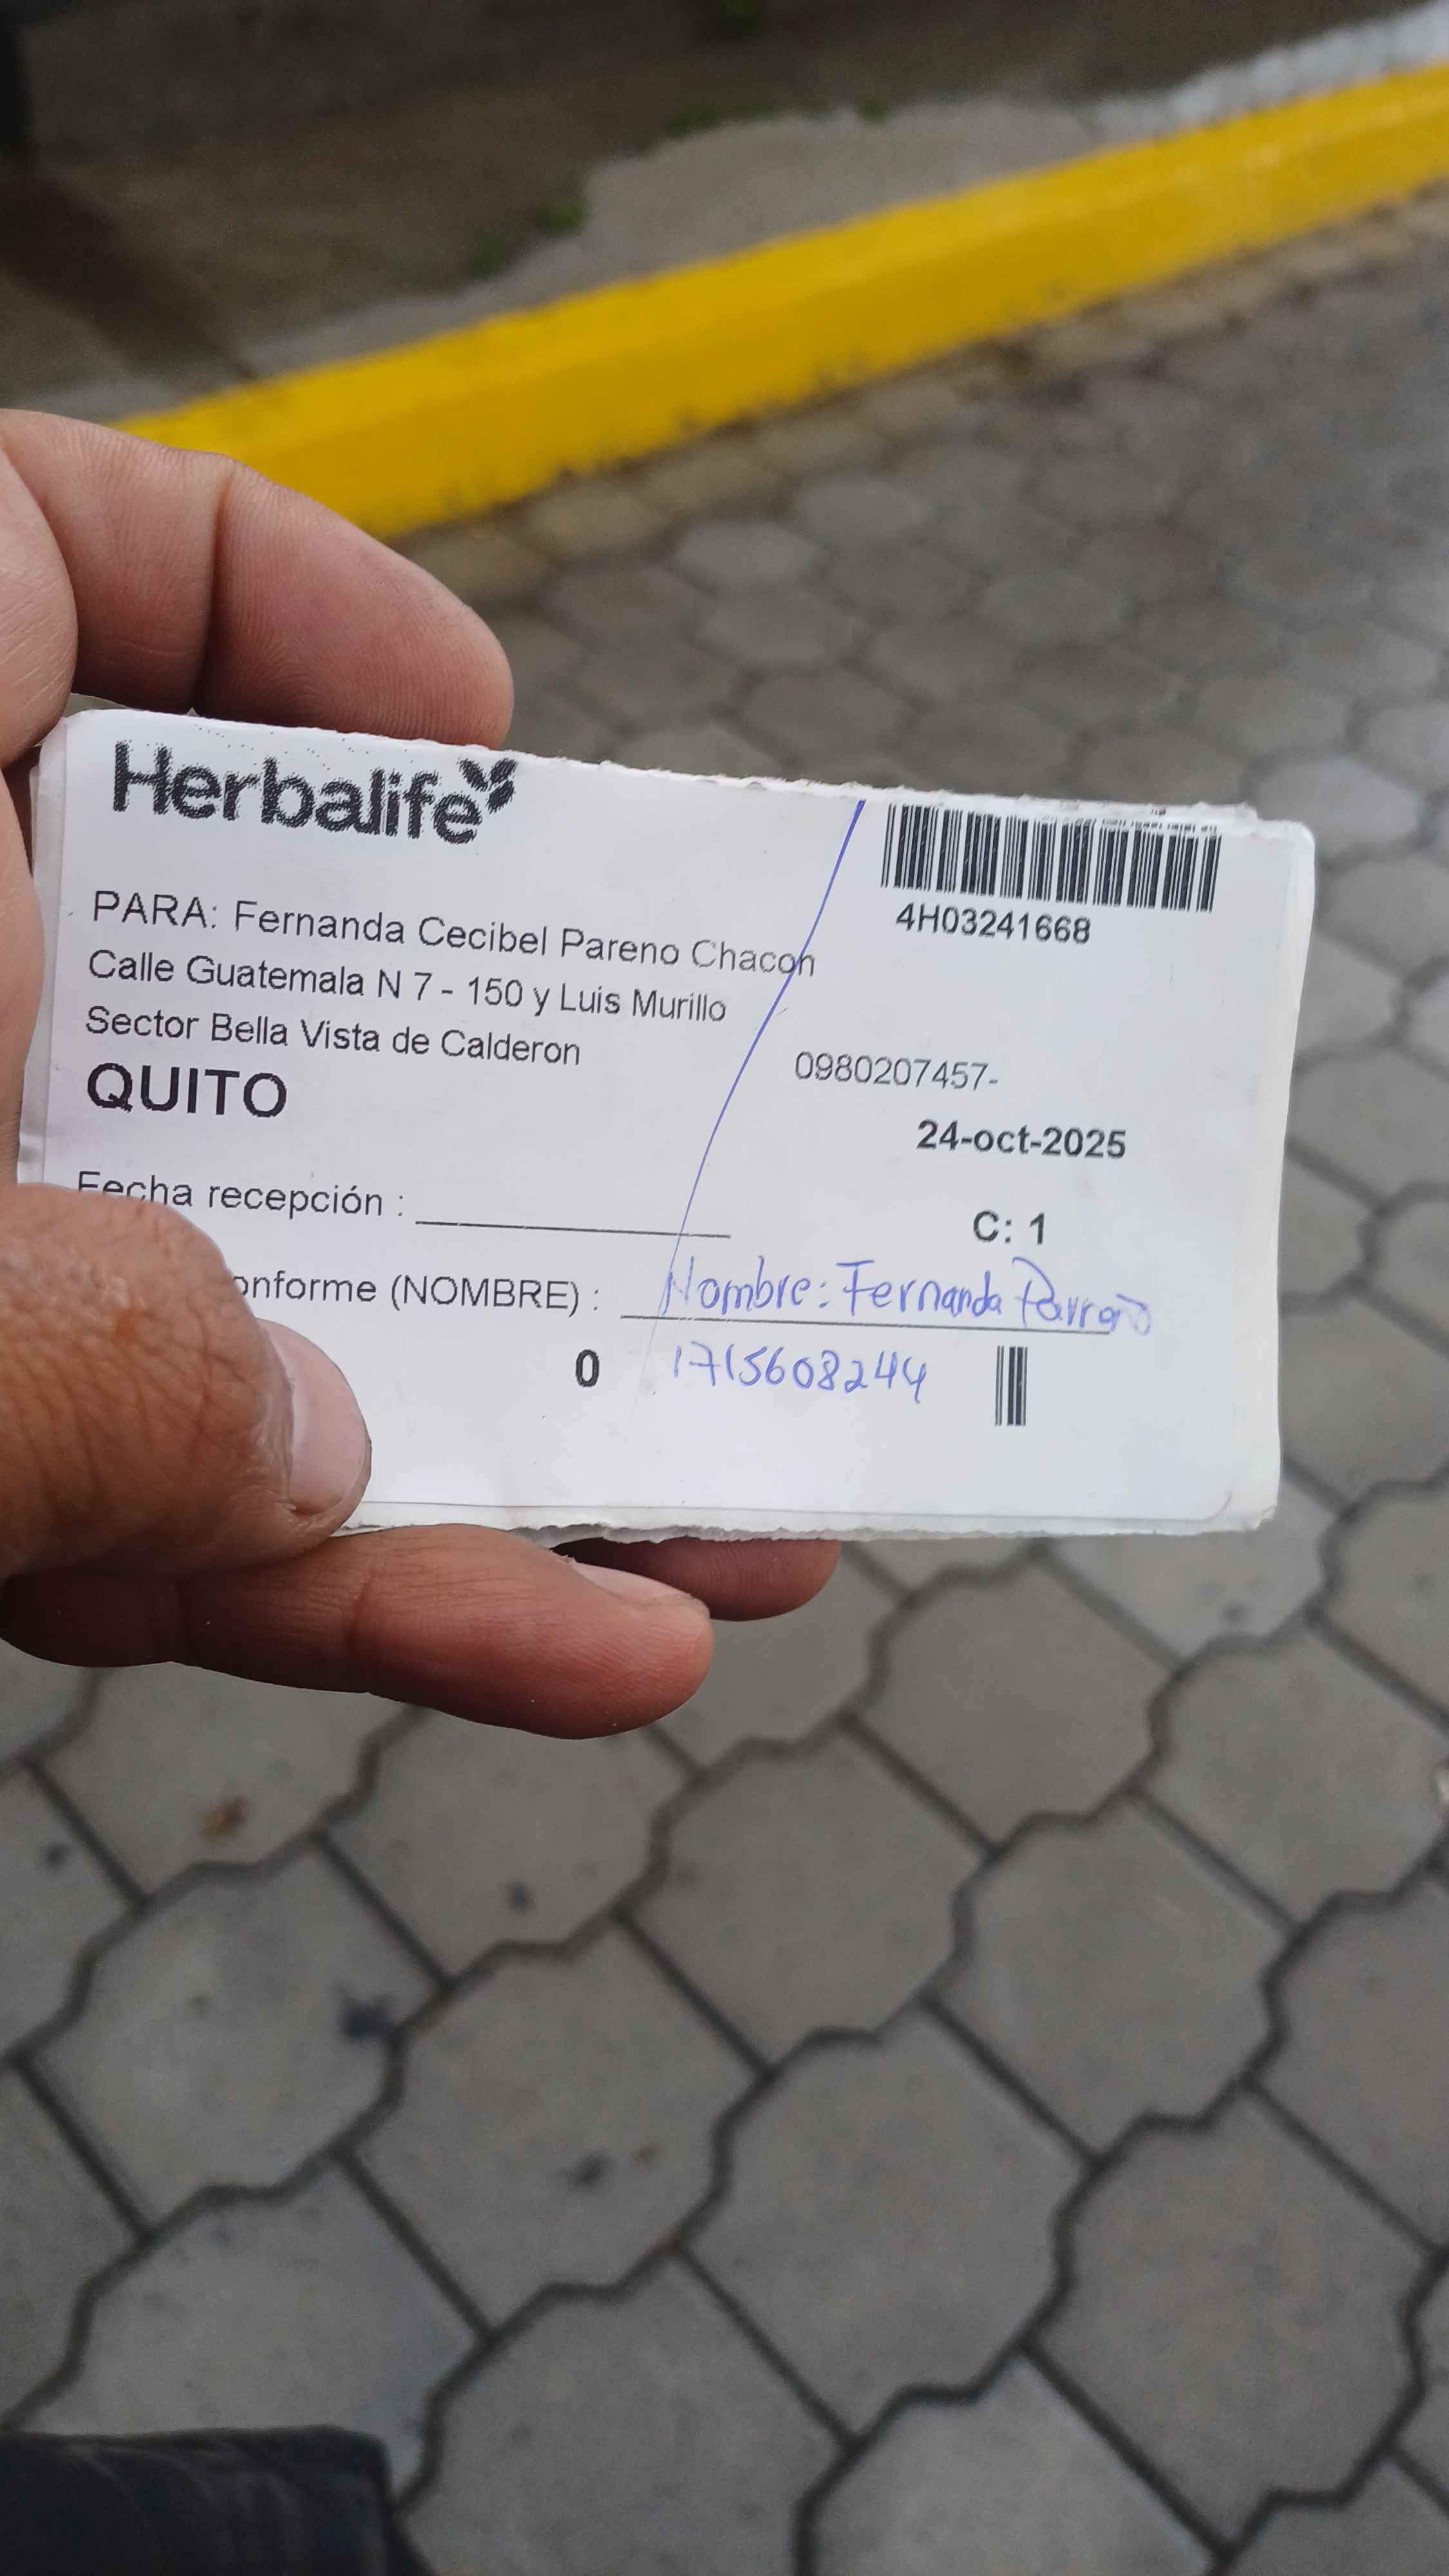 Herbalife
4H03241668
PARA: Fernanda Cecibel Pareno Chacon
Calle Guatemala N 7 - 150 y Luis Murillo
Sector Bella Vista de Calderon
0980207457-
QUITO
24-oct-2025
Fecha recepción :
C: 1
onforme (NOMBRE) : Nombre: Fernanda Parreño
0 1715608244